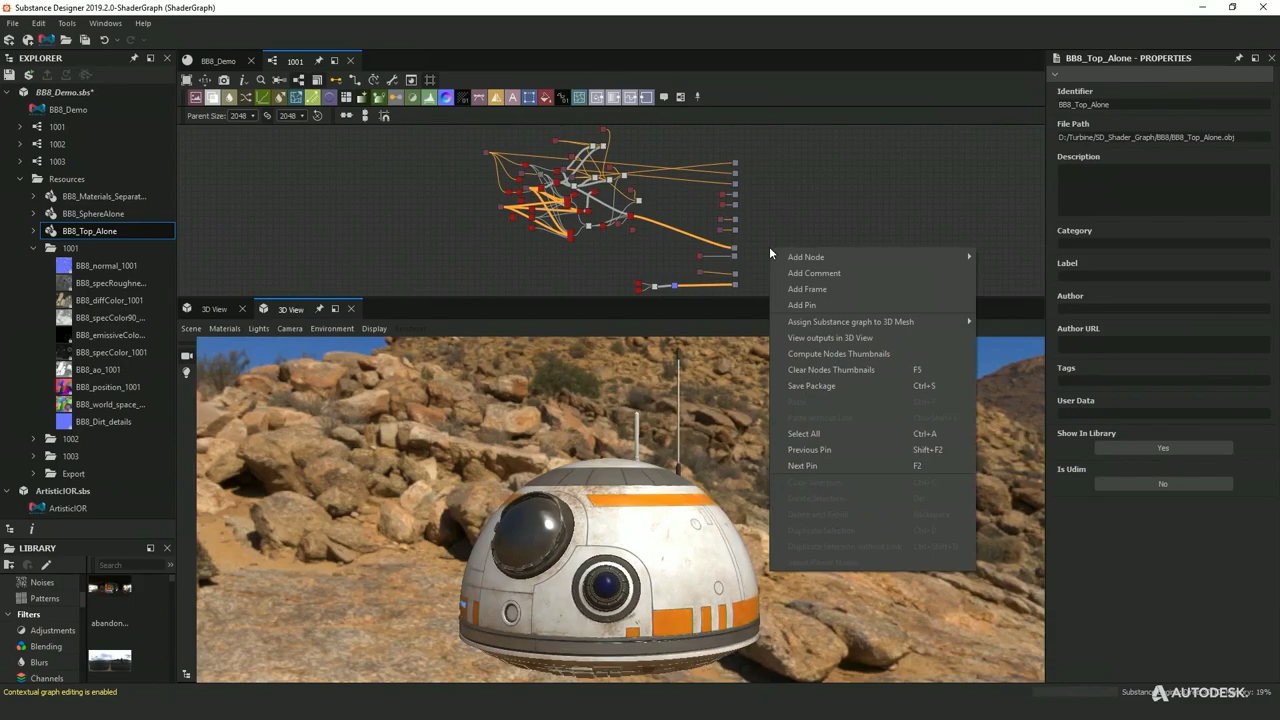 Substance Designer 2019.2.0-ShaderGraph (ShaderGraph)
File Edit Tools Windows Help
EXPLORER
BB8_Demo.sbs*
BB8_Demo
1001
1002
1003
Resources
BB8_Materials_Separat...
BB8_SphereAlone
BB8_Top_Alone
1001
BB8_normal_1001
BB8_specRoughne...
BB8_diffColor_1001
BB8_specColor90_...
BB8_emissiveColo...
BB8_specColor_1001
BB8_ao_1001
BB8_position_1001
BB8_world_space_...
BB8_Dirt_details
1002
1003
Export
ArtisticIOR.sbs
ArtisticIOR
LIBRARY
Search
Noises
Patterns
Filters
Adjustments
Blending
Blurs
Channels
abandon...
Contextual graph editing is enabled
BB8_Demo
1001
Parent Size: 2048 2048
Add Node
Add Comment
Add Frame
Add Pin
Assign Substance graph to 3D Mesh
View outputs in 3D View
Compute Nodes Thumbnails
Clear Nodes Thumbnails F5
Save Package Ctrl+S
Select All Ctrl+A
Previous Pin Shift+F2
Next Pin F2
3D View
3D View
Scene Materials Lights Camera Environment Display
BB8_Top_Alone - PROPERTIES
Identifier
BB8_Top_Alone
File Path
D:/Turbine/SD_Shader_Graph/BB8/BB8_Top_Alone.obj
Description
Category
Label
Author
Author URL
Tags
User Data
Show In Library
Yes
Is Udim
No
AUTODESK.
19%